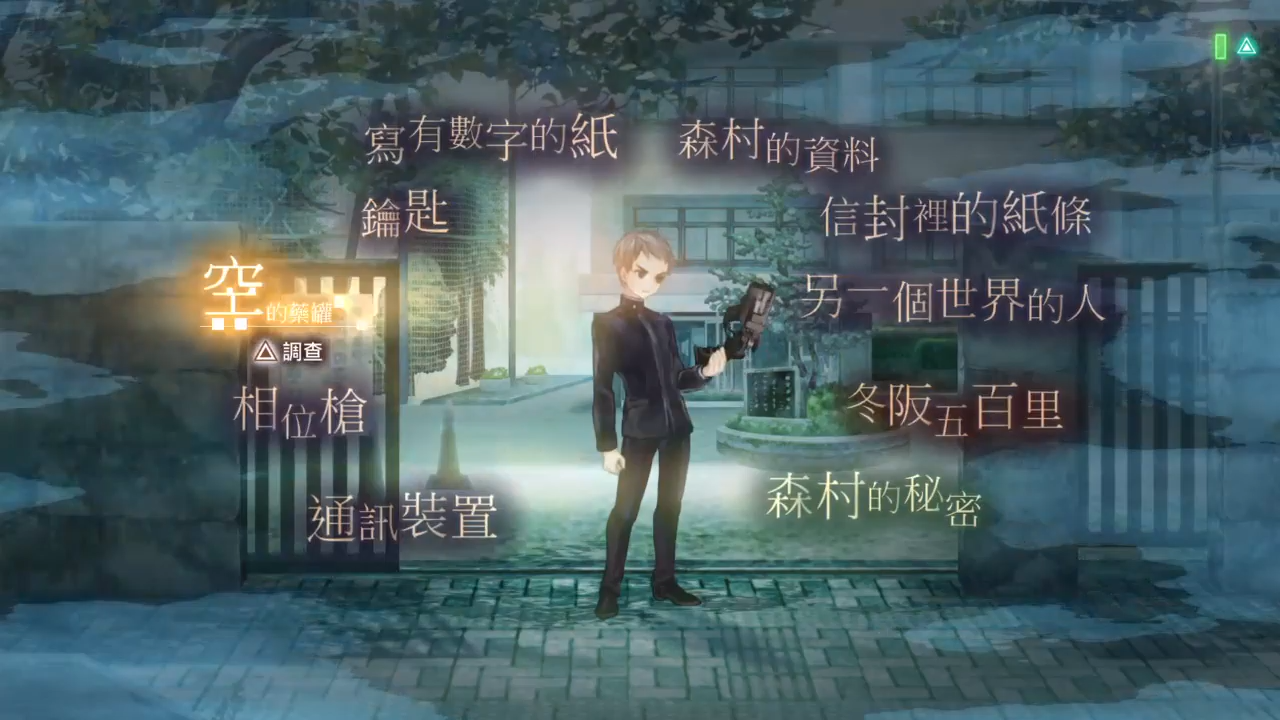 寫有數字的紙
森村的資料
鑰匙
信封裡的紙條
空的藥罐
調查
另一個世界的人
相位槍
冬阪五百里
通訊裝置
森村的秘密